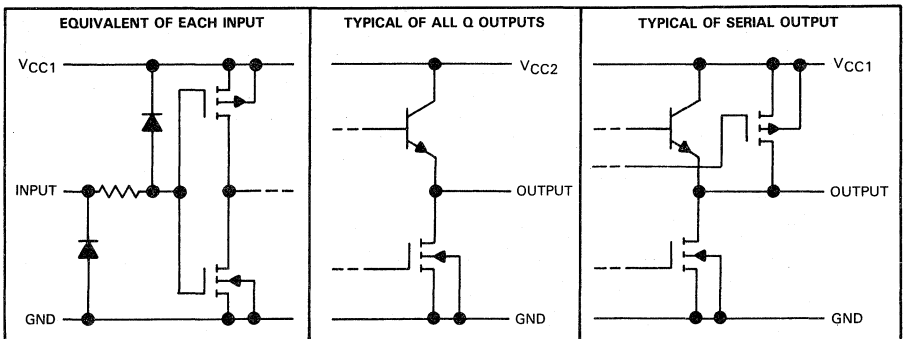 EQUIVALENT OF EACH INPUT
VCC1
INPUT
GND
TYPICAL OF ALL Q OUTPUTS
VCC2
OUTPUT
GND
TYPICAL OF SERIAL OUTPUT
VCC1
OUTPUT
GND